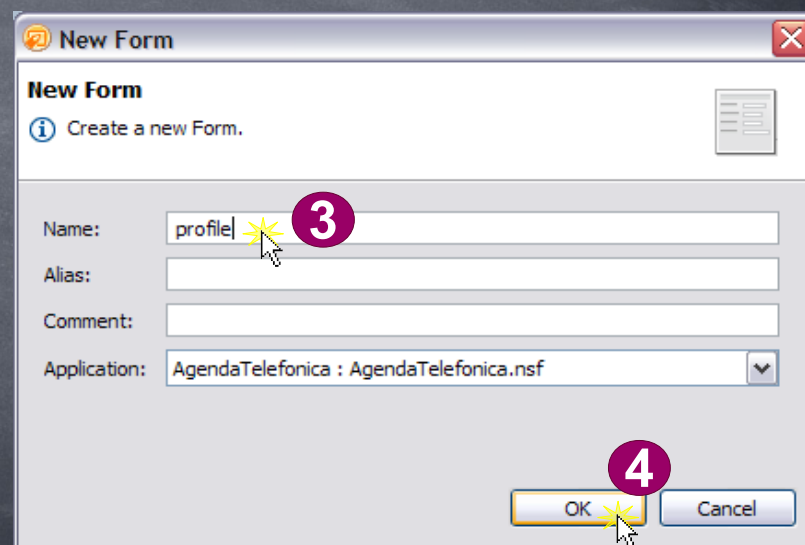 New Form
New Form
Create a new Form.
Name: profile 3
Alias:
Comment:
Application: AgendaTelefonica : AgendaTelefonica.nsf
4
OK Cancel